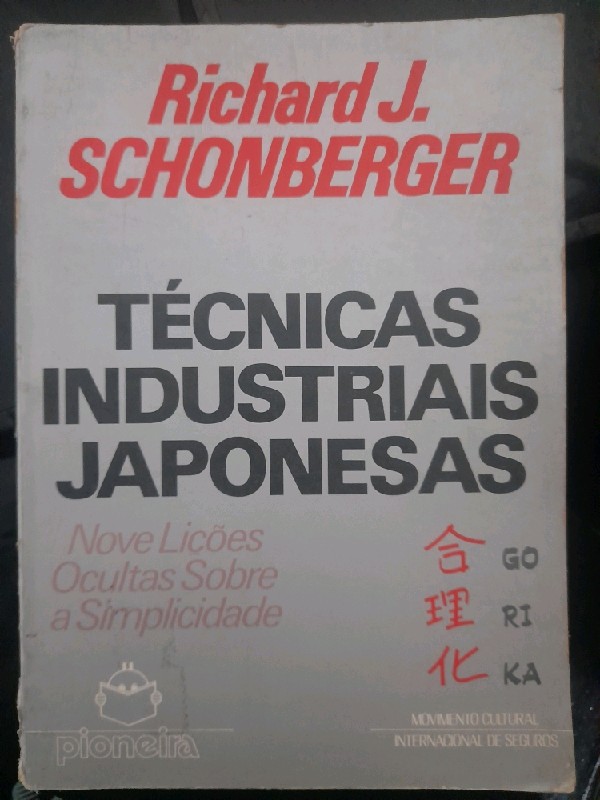 Richard J.
SCHONBERGER
TÉCNICAS
INDUSTRIAIS
JAPONESAS
Nove Lições
Ocultas Sobre
a Simplicidade
合 GO
理 RI
化 KA
pioneira
MOVIMENTO CULTURAL
INTERNACIONAL DE SEGUROS